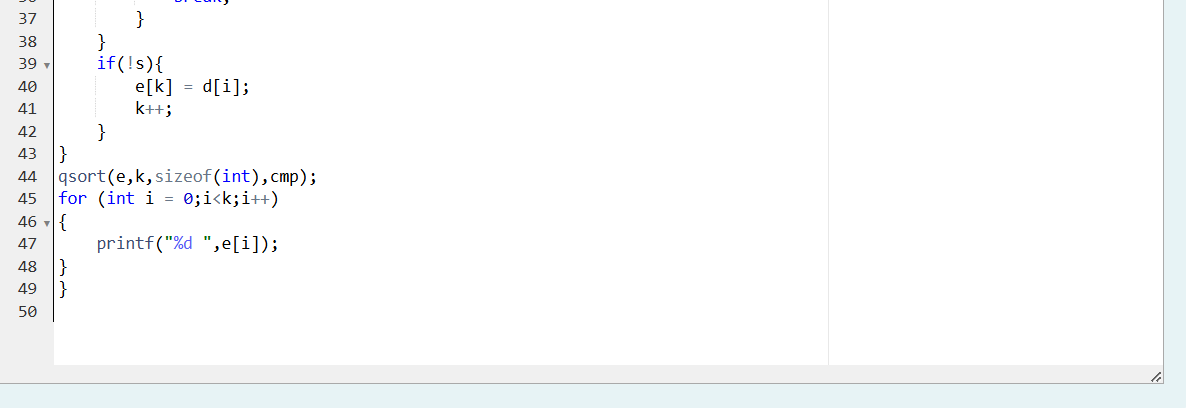 37 }
38 }
39 if(!s){
40 e[k] = d[i];
41 k++;
42 }
43 }
44 qsort(e,k,sizeof(int),cmp);
45 for (int i = 0;i<k;i++)
46 {
47 printf("%d ",e[i]);
48 }
49 }
50